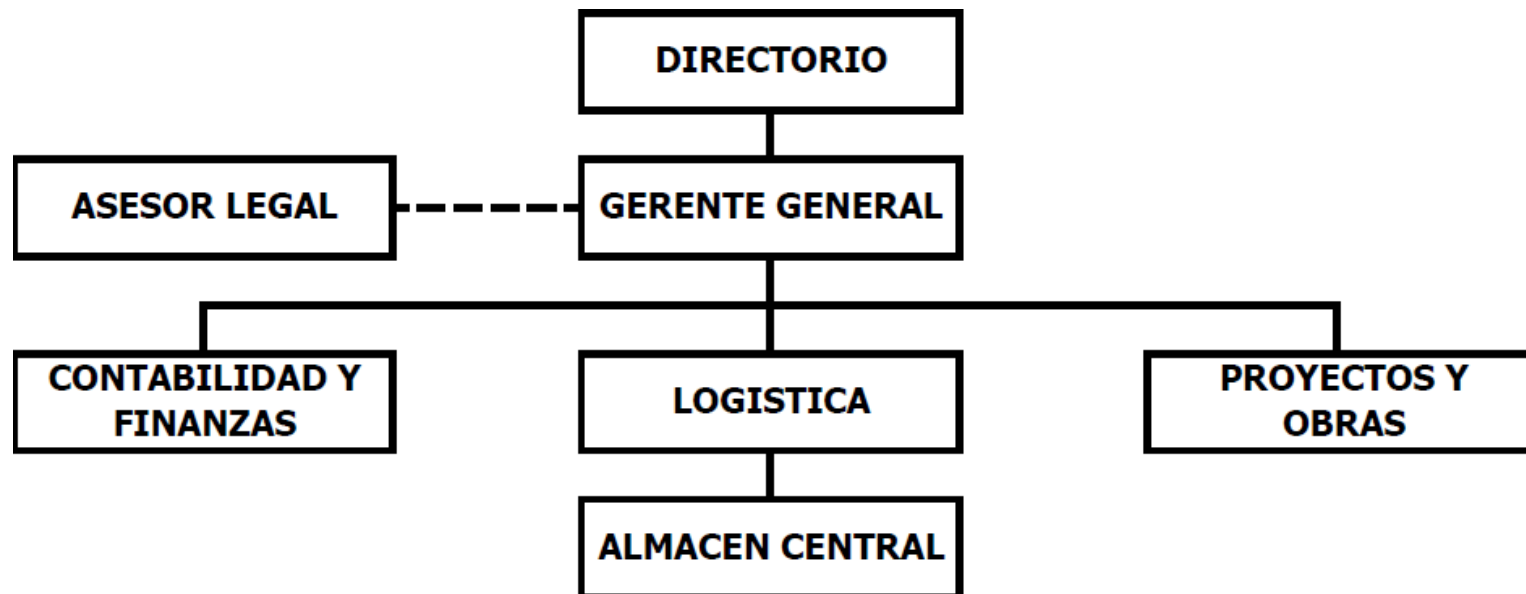 DIRECTORIO
ASESOR LEGAL
GERENTE GENERAL
CONTABILIDAD Y
FINANZAS
LOGISTICA
PROYECTOS Y
OBRAS
ALMACEN CENTRAL